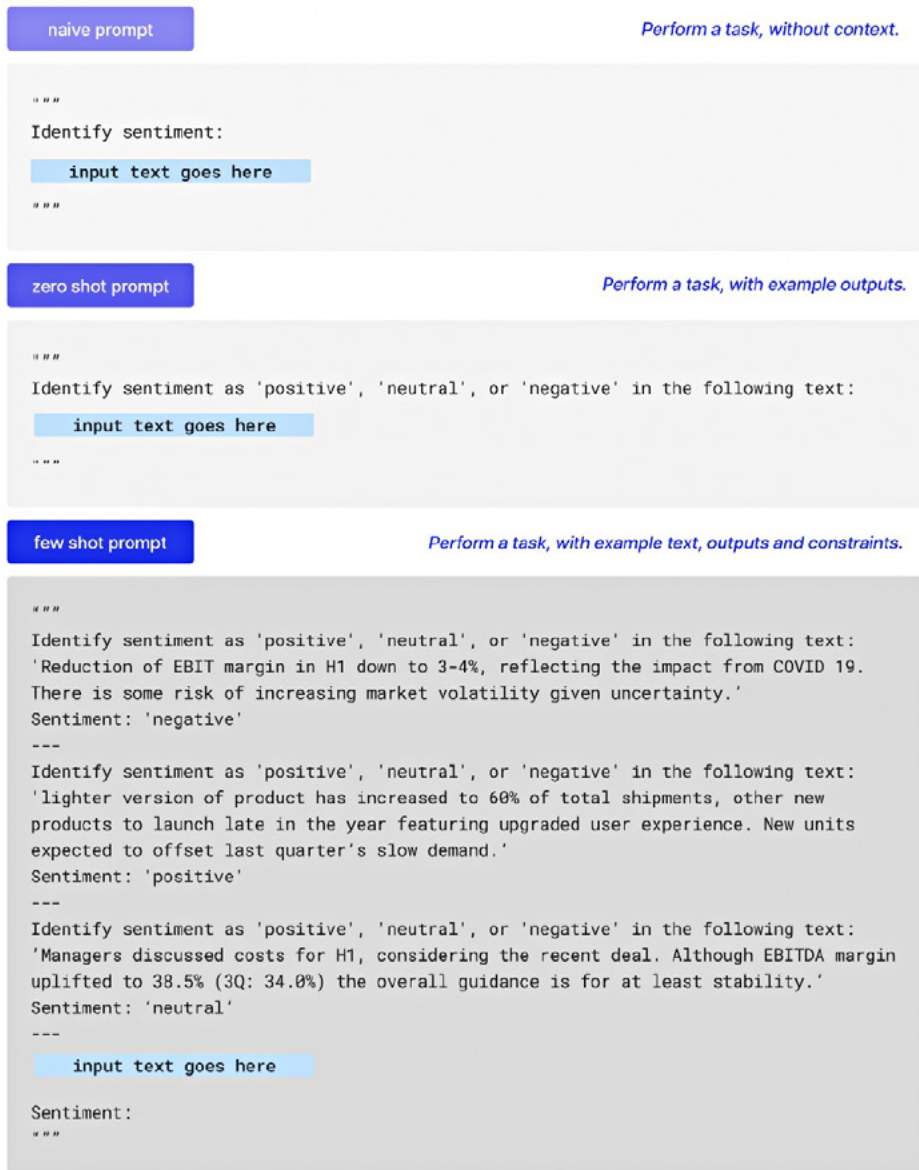 naive prompt
Perform a task, without context.
"""
Identify sentiment:
input text goes here
"""
zero shot prompt
Perform a task, with example outputs.
"""
Identify sentiment as 'positive', 'neutral', or 'negative' in the following text:
input text goes here
"""
few shot prompt
Perform a task, with example text, outputs and constraints.
"""
Identify sentiment as 'positive', 'neutral', or 'negative' in the following text:
'Reduction of EBIT margin in H1 down to 3-4%, reflecting the impact from COVID 19.
There is some risk of increasing market volatility given uncertainty.'
Sentiment: 'negative'
---
Identify sentiment as 'positive', 'neutral', or 'negative' in the following text:
'lighter version of product has increased to 60% of total shipments, other new
products to launch late in the year featuring upgraded user experience. New units
expected to offset last quarter's slow demand.'
Sentiment: 'positive'
---
Identify sentiment as 'positive', 'neutral', or 'negative' in the following text:
'Managers discussed costs for H1, considering the recent deal. Although EBITDA margin
uplifted to 38.5% (3Q: 34.0%) the overall guidance is for at least stability.'
Sentiment: 'neutral'
---
input text goes here
Sentiment:
"""